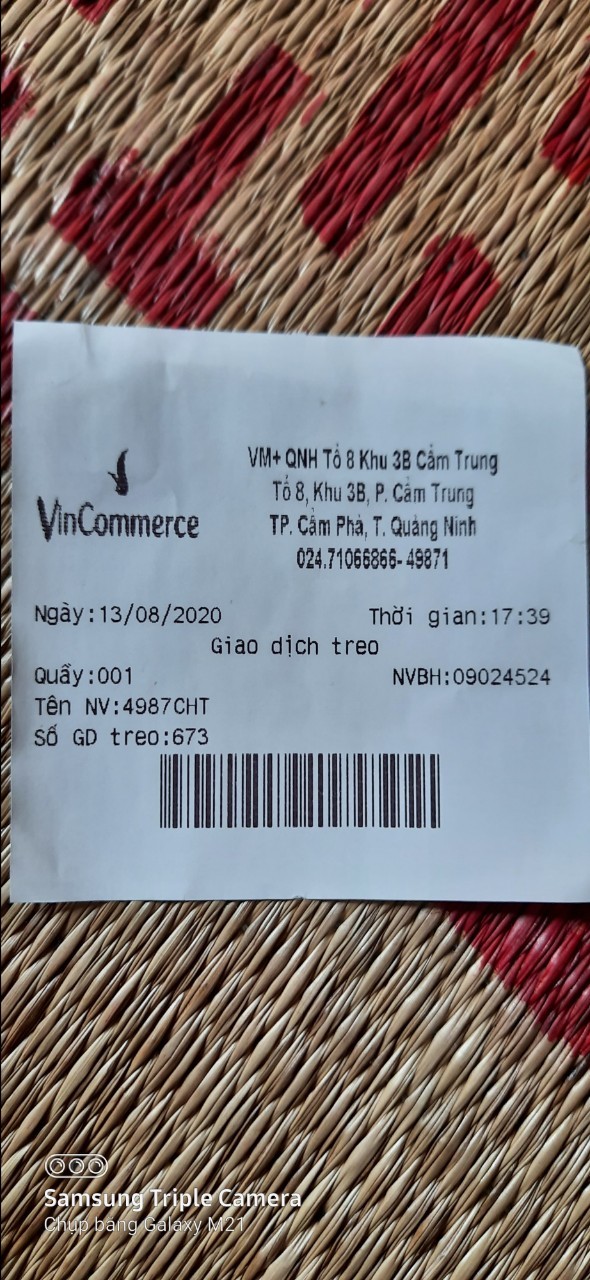 VM+ QNH Tổ 8 Khu 3B Cẩm Trung
Tổ 8, Khu 3B, P. Cẩm Trung
VinCommerce
TP. Cẩm Phả, T. Quảng Ninh
024.71066866-49871
Ngày:13/08/2020 Thời gian:17:39
Giao dịch treo
Quầy:001 NVBH:09024524
Tên NV:4987CHT
Số GD treo:673
Samsung Triple Camera
Chụp bằng Galaxy M21